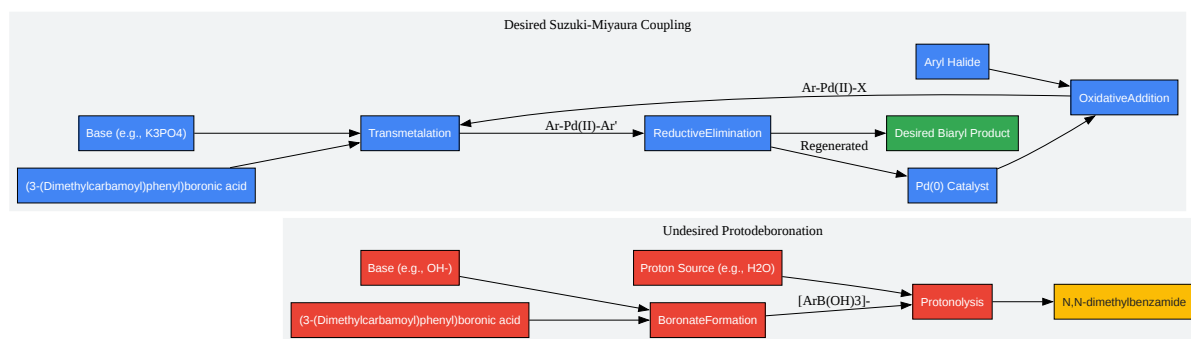 Desired Suzuki-Miyaura Coupling
Aryl Halide
Ar-Pd(II)-X
OxidativeAddition
Base (e.g., K3PO4)
Transmetalation
Ar-Pd(II)-Ar'
ReductiveElimination
Desired Biaryl Product
Regenerated
(3-(Dimethylcarbamoyl)phenyl)boronic acid
Pd(0) Catalyst
Undesired Protodeboronation
Base (e.g., OH-)
Proton Source (e.g., H2O)
[ArB(OH)3]-
Protonolysis
N,N-dimethylbenzamide
(3-(Dimethylcarbamoyl)phenyl)boronic acid
BoronateFormation